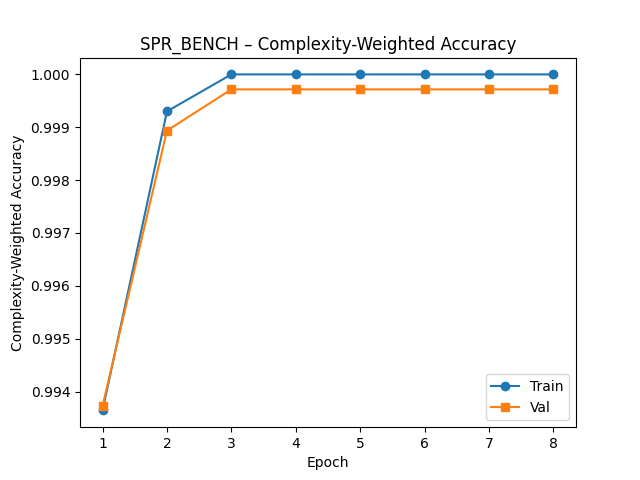 SPR_BENCH – Complexity-Weighted Accuracy
Complexity-Weighted Accuracy
1.000
0.999
0.998
0.997
0.996
0.995
0.994
1 2 3 4 5 6 7 8
Epoch
Train
Val